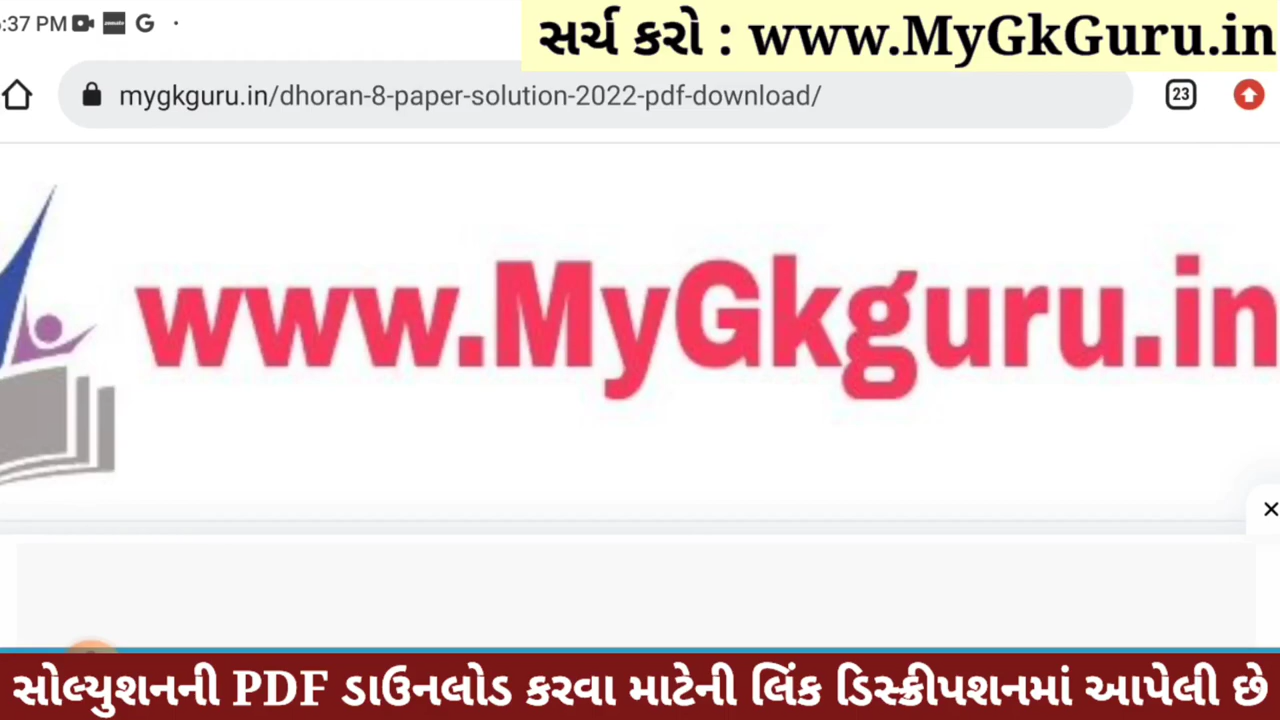 :37 PM G
સર્ચ કરો : www.MyGkGuru.in
mygkguru.in/dhoran-8-paper-solution-2022-pdf-download/ 23
www.MyGkguru.in
સોલ્યુશનની PDF ડાઉનલોડ કરવા માટેની લિંક ડિસ્ક્રીપશનમાં આપેલી છે